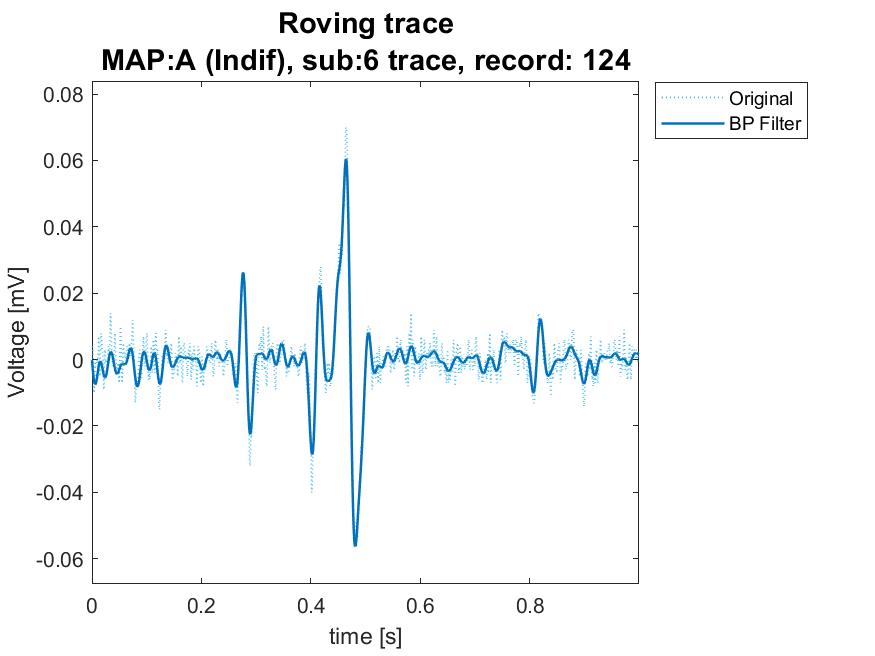 Roving trace
MAP:A (Indif), sub:6 trace, record: 124
Original
BP Filter
0.08
0.06
0.04
0.02
0
-0.02
-0.04
-0.06
Voltage [mV]
0 0.2 0.4 0.6 0.8
time [s]